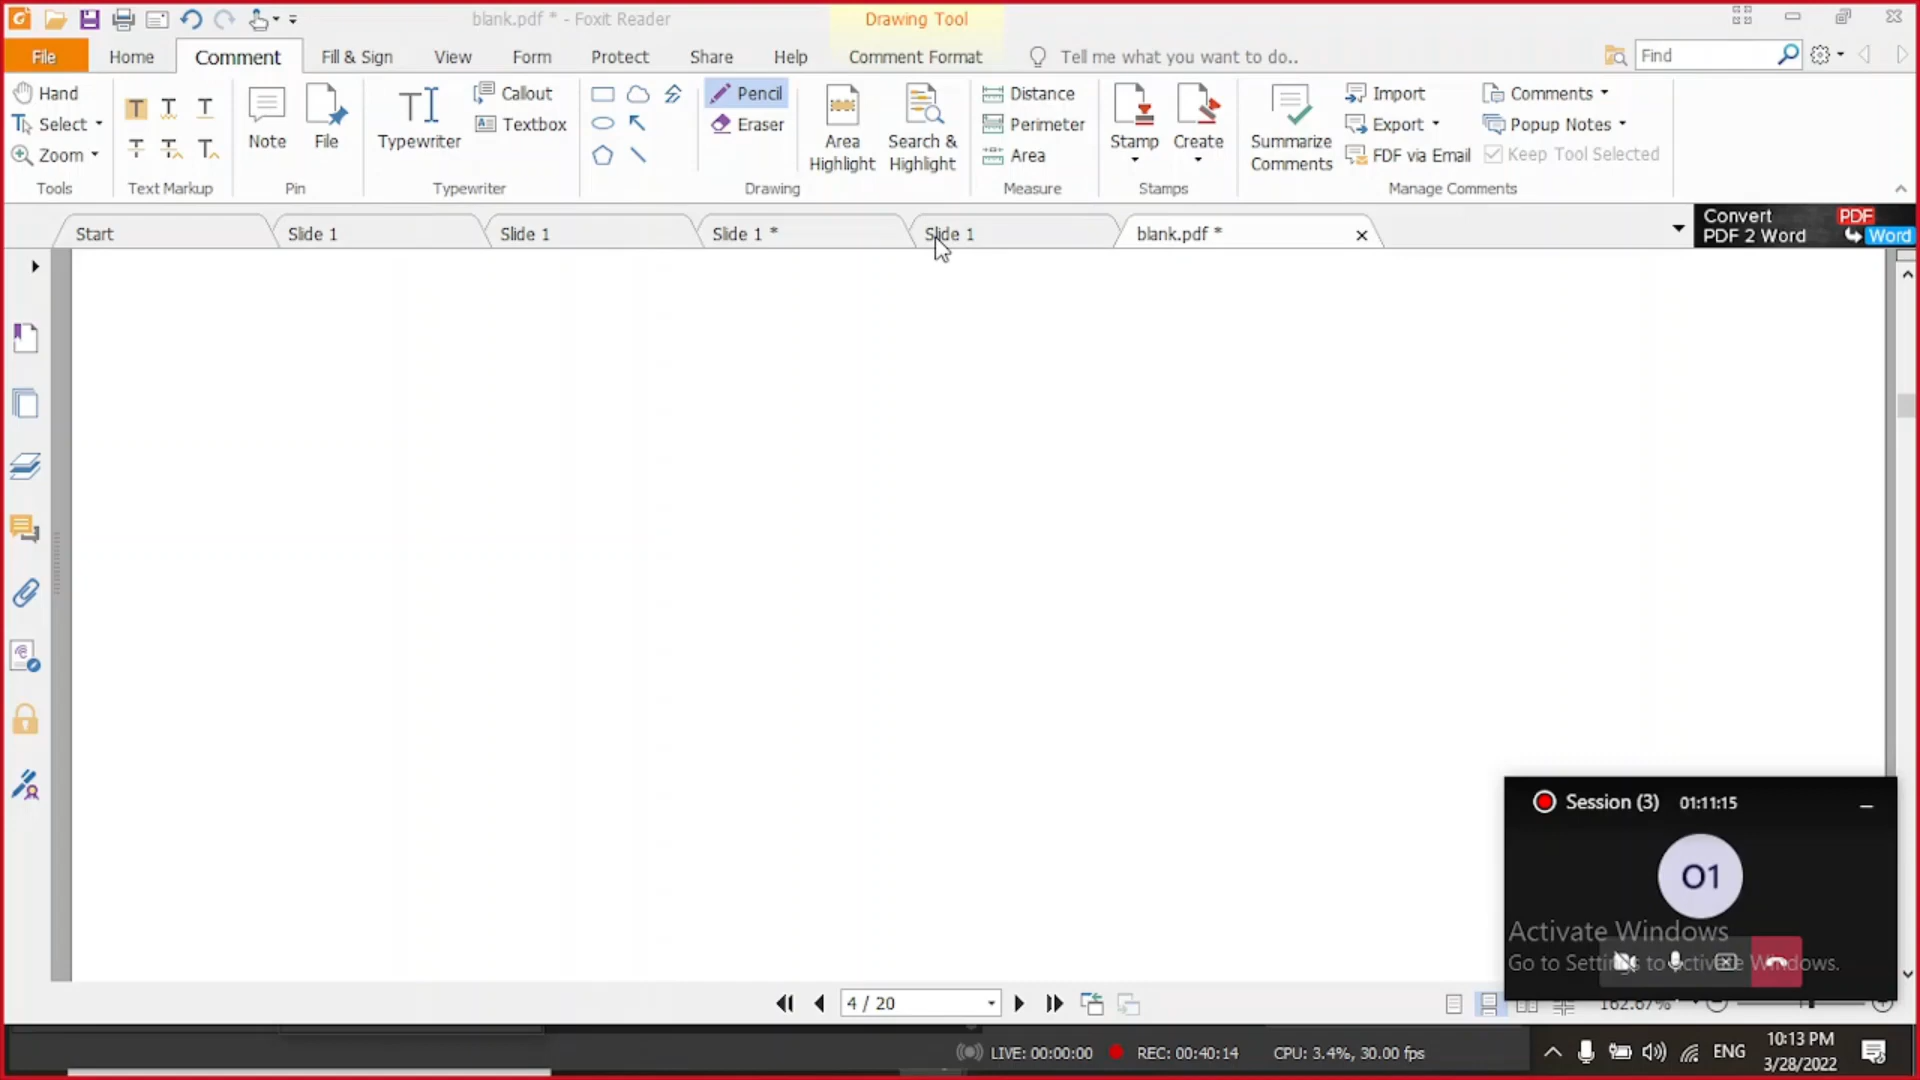 blank.pdf * - Foxit Reader
Drawing Tool
File Home Comment Fill & Sign View Form Protect Share Help Comment Format Tell me what you want to do.. Find
Hand
Select
Zoom
Tools
Text Markup
Note
File
Pin
Typewriter
Callout
Textbox
Typewriter
Pencil
Eraser
Area
Highlight
Search &
Highlight
Drawing
Distance
Perimeter
Area
Measure
Stamp
Create
Stamps
Summarize
Comments
Import
Export
FDF via Email
Comments
Popup Notes
Keep Tool Selected
Manage Comments
Start Slide 1 Slide 1 Slide 1 * Slide 1 blank.pdf *
Convert PDF
PDF 2 Word Word
Session (3) 01:11:15
O1
Activate Windows
Go to Settings to activate Windows.
4 / 20
162.67%
LIVE: 00:00:00 REC: 00:40:14 CPU: 3.4%, 30.00 fps
ENG
10:13 PM
3/28/2022